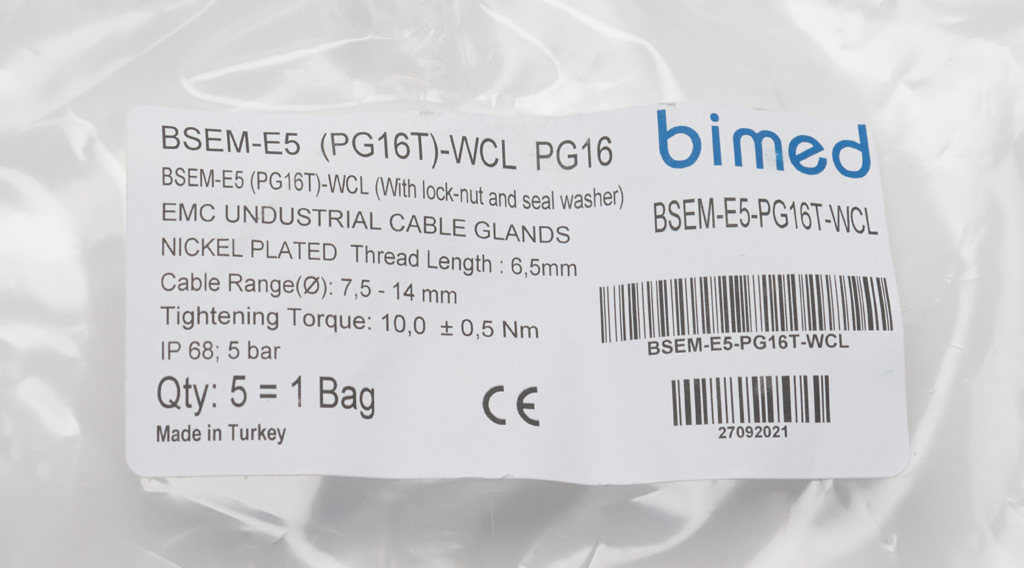 BSEM-E5 (PG16T)-WCL PG16
BSEM-E5 (PG16T)-WCL (With lock-nut and seal washer)
EMC UNDUSTRIAL CABLE GLANDS
NICKEL PLATED Thread Length : 6,5mm
Cable Range(Ø): 7,5 - 14 mm
Tightening Torque: 10,0 ± 0,5 Nm
IP 68; 5 bar
Qty: 5 = 1 Bag
CE
Made in Turkey
bimed
BSEM-E5-PG16T-WCL
BSEM-E5-PG16T-WCL
27092021